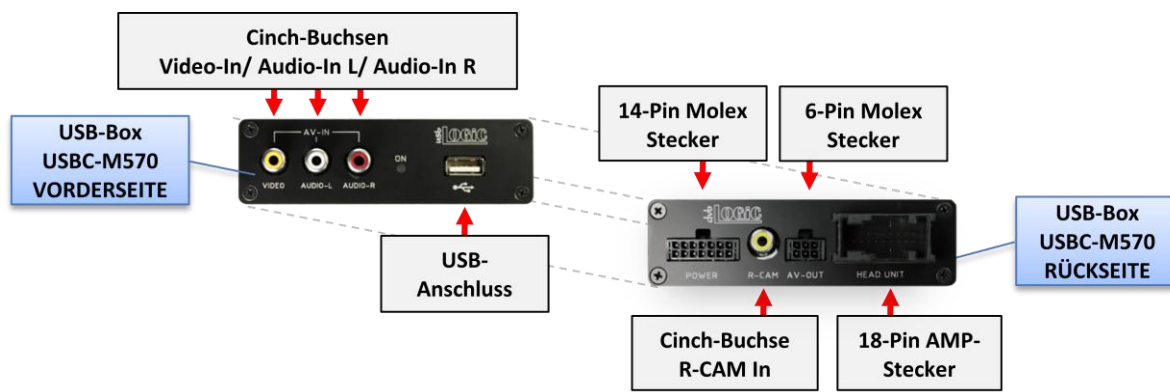 Cinch-Buchsen
Video-In/ Audio-In L/ Audio-In R
USB-Box
USBC-M570
VORDERSEITE
AV-IN
VIDEO
AUDIO-L
AUDIO-R
ON
usb LOGiC
USB-
Anschluss
14-Pin Molex
Stecker
6-Pin Molex
Stecker
LOGiC
POWER
R-CAM
AV-OUT
HEAD UNIT
USB-Box
USBC-M570
RÜCKSEITE
Cinch-Buchse
R-CAM In
18-Pin AMP-
Stecker